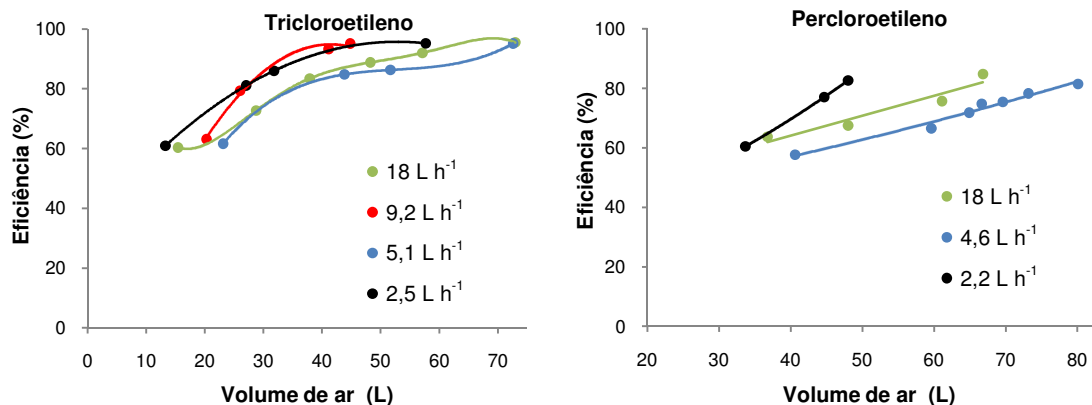 Tricloroetileno
100
80
60
40
20
0
Eficiência (%)
18 L h-1
9,2 L h-1
5,1 L h-1
2,5 L h-1
0 10 20 30 40 50 60 70
Volume de ar (L)
Percloroetileno
100
80
60
40
20
0
Eficiência (%)
18 L h-1
4,6 L h-1
2,2 L h-1
20 30 40 50 60 70 80
Volume de ar (L)